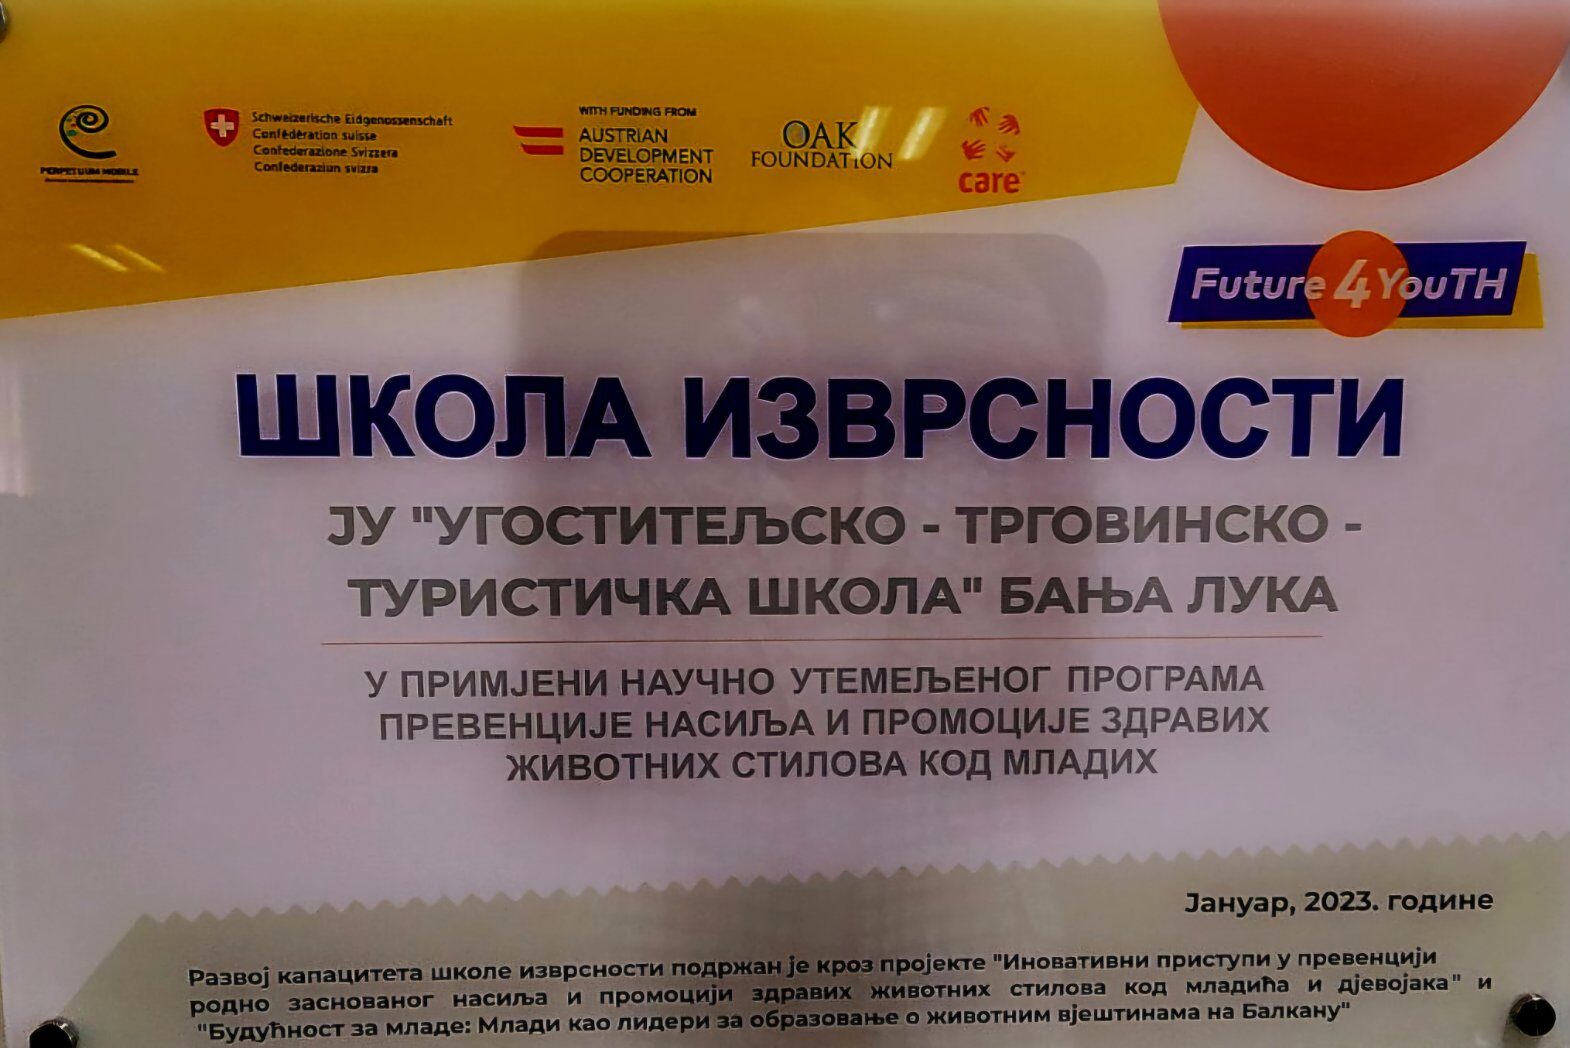 PERPETUUM MOBILE
Schweizerische Eidgenossenschaft
Confédération suisse
Confederazione Svizzera
Confederaziun svizra
WITH FUNDING FROM
AUSTRIAN
DEVELOPMENT
COOPERATION
OAK
FOUNDATION
care
Future 4 YouTH
ШКОЛА ИЗВРСНОСТИ
ЈУ "УГОСТИТЕЉСКО - ТРГОВИНСКО -
ТУРИСТИЧКА ШКОЛА" БАЊА ЛУКА
У ПРИМЈЕНИ НАУЧНО УТЕМЕЉЕНОГ ПРОГРАМА
ПРЕВЕНЦИЈЕ НАСИЉА И ПРОМОЦИЈЕ ЗДРАВИХ
ЖИВОТНИХ СТИЛОВА КОД МЛАДИХ
Јануар, 2023. године
Развој капацитета школе изврсности подржан је кроз пројекте "Иновативни приступи у превенцији
родно заснованог насиља и промоцији здравих животних стилова код младића и дјевојака" и
"Будућност за младе: Млади као лидери за образовање о животним вјештинама на Балкану"